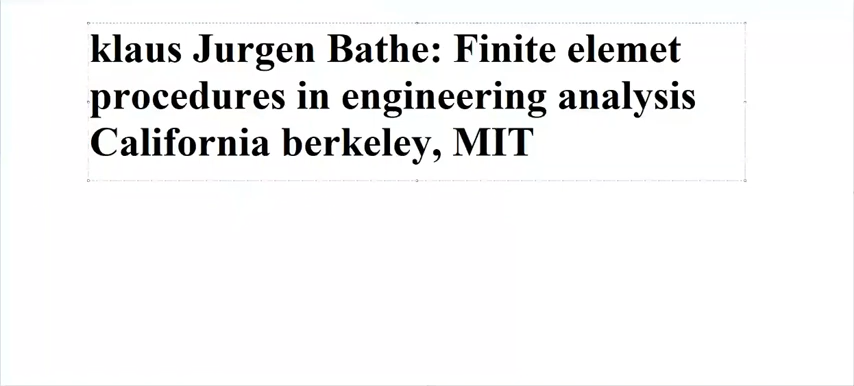 klaus Jurgen Bathe: Finite elemet
procedures in engineering analysis
California berkeley, MIT